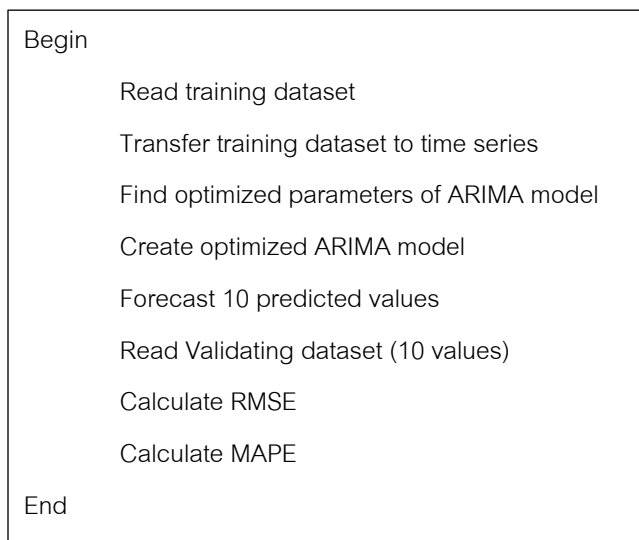 Begin
Read training dataset
Transfer training dataset to time series
Find optimized parameters of ARIMA model
Create optimized ARIMA model
Forecast 10 predicted values
Read Validating dataset (10 values)
Calculate RMSE
Calculate MAPE
End